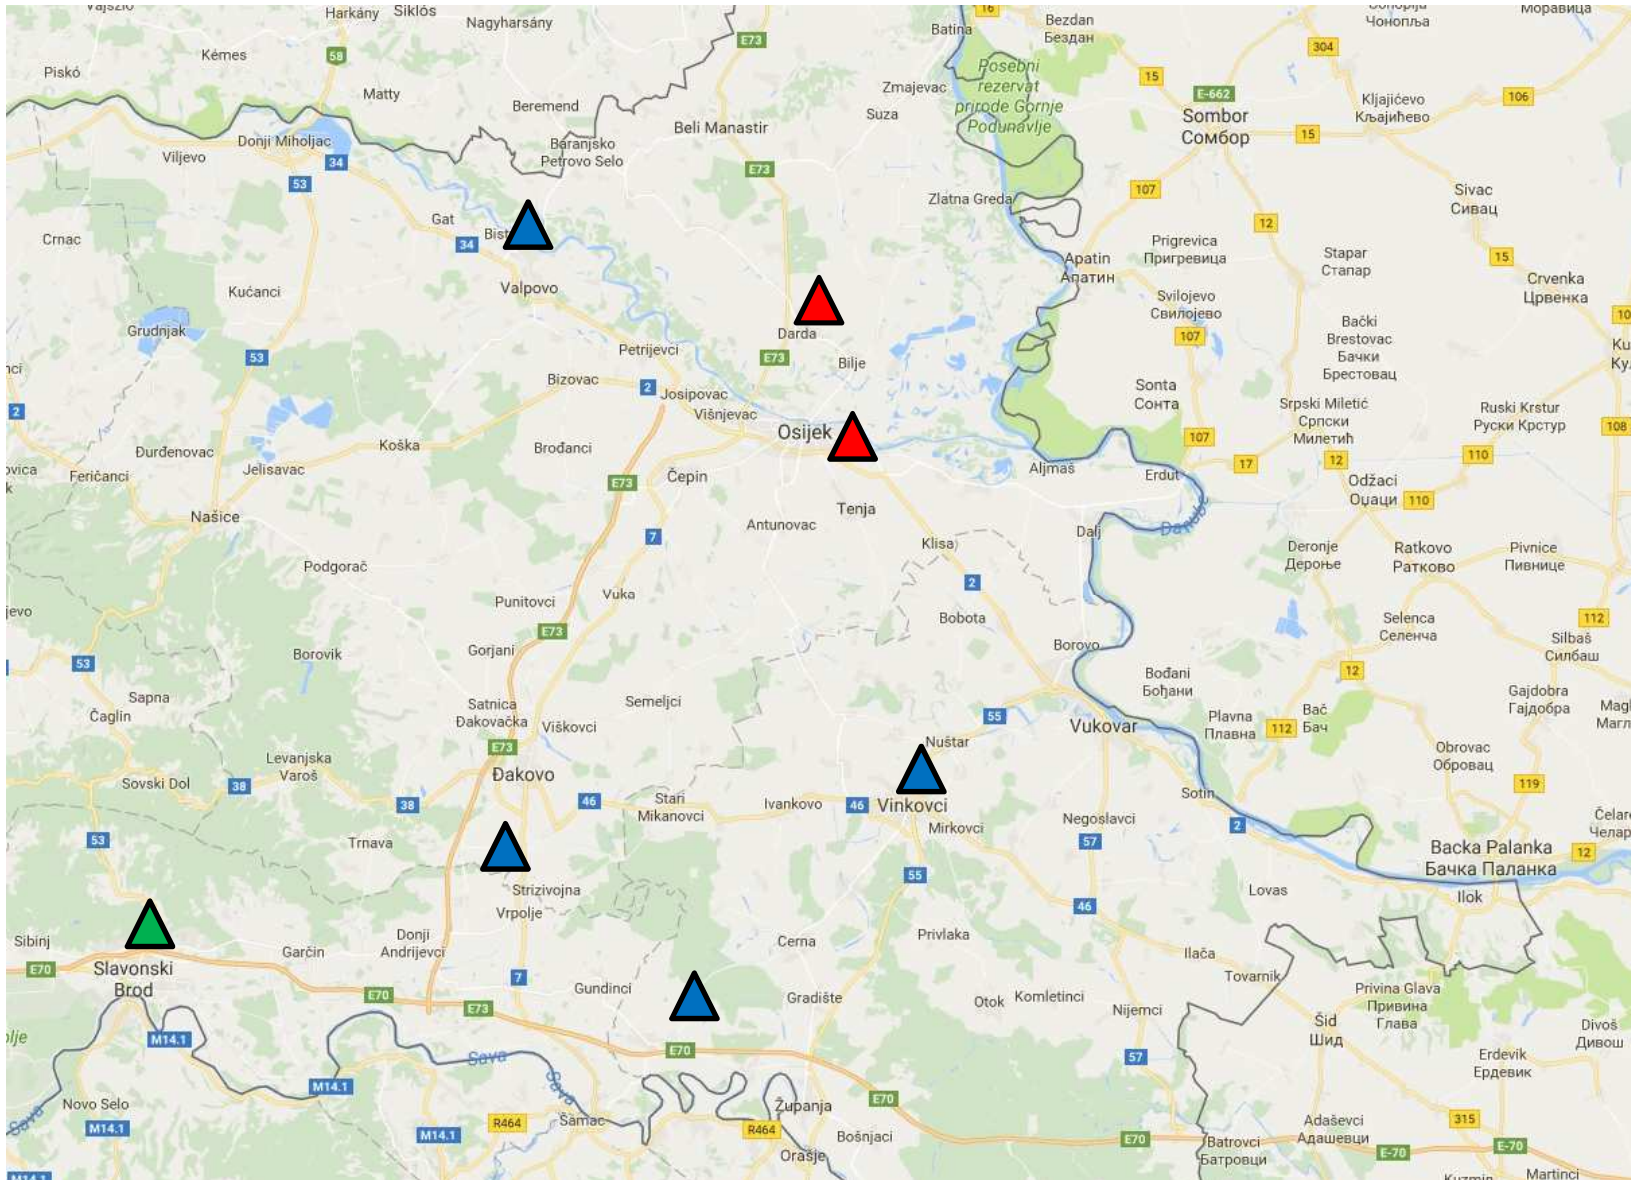 Harkány
Siklós
Nagyharsány
58
E73
Batina
16
Bezdan
Бездан
Чонопља
Моравица
304
Piskó
Kémes
Matty
Beremend
Posebni
rezervat
prirode Gornje
Podunavlje
15
E-662
Sombor
Сомбор
15
Kljajićevo
Кљајићево
106
Zmajevac
Suza
Beli Manastir
Viljevo
Donji Miholjac
34
53
Baranjsko
Petrovo Selo
E73
Zlatna Greda
107
12
Sivac
Сивац
Crnac
Gat
34
Valpovo
Kućanci
Grudnjak
53
Apatin
Апатин
Prigrevica
Пригревица
Stapar
Стапар
15
Crvenka
Црвенка
Svilojevo
Свилојево
107
Bački
Brestovac
Бачки
Брестовац
Darda
E73
Bilje
Petrijevci
Bizovac
2
Josipovac
Višnjevac
Osijek
2
Sonta
Сонта
Srpski Miletić
Српски
Милетић
Ruski Krstur
Руски Крстур
108
107
17
12
110
Đurđenovac
Koška
Brođanci
Feričanci
Jelisavac
Čepin
E73
Aljmaš
Erdut
Odžaci
Оџаци
110
Našice
Tenja
Antunovac
7
Klisa
Dalj
Danube
Deronje
Дероње
Ratkovo
Ратково
Pivnice
Пивнице
Podgorač
Punitovci
Vuka
2
Bobota
112
E73
Gorjani
Borovo
Selenca
Селенча
Silbaš
Силбаш
53
Borovik
Sapna
Čaglin
Satnica
Đakovačka
Viškovci
Semeljci
Bođani
Бођани
12
Gajdobra
Гајдобра
55
Vukovar
Plavna
Плавна
112
Bač
Бач
E73
Nuštar
Obrovac
Обровац
Levanjska
Varoš
Đakovo
Sovski Dol
38
38
46
Stari
Mikanovci
Ivankovo
46
Vinkovci
Mirkovci
Sotin
119
53
Trnava
Negoslavci
57
2
Backa Palanka
Бачка Паланка
12
55
Strizivojna
Vrpolje
46
Lovas
Ilok
Sibinj
Garčin
Donji
Andrijevci
Cerna
Privlaka
Ilača
Tovarnik
E70
Slavonski
Brod
7
Gundinci
Gradište
Otok
Komletinci
Nijemci
Privina Glava
Привина
Глава
E70
E73
M14.1
Šid
Шид
Divoš
Дивош
Sava
E70
57
Erdevik
Ердевик
M14.1
Sava
Novo Selo
Sava
M14.1
M14.1
R464
Šamac
R464
Županja
E70
Bošnjaci
Orašje
E70
Batrovci
Батровци
Adaševci
Адашевци
315
E-70
E-70
Martinci
M14.1